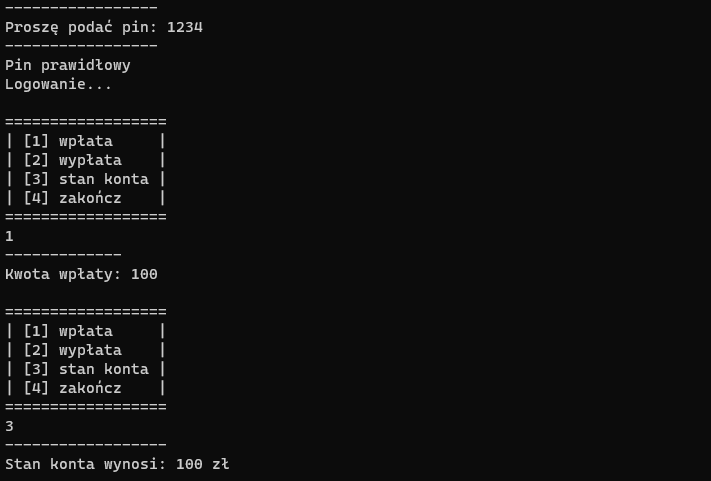 -----------------
Proszę podać pin: 1234
-----------------
Pin prawidłowy
Logowanie...

==================
| [1] wpłata     |
| [2] wypłata    |
| [3] stan konta |
| [4] zakończ    |
==================
1
-------------
Kwota wpłaty: 100

==================
| [1] wpłata     |
| [2] wypłata    |
| [3] stan konta |
| [4] zakończ    |
==================
3
------------------
Stan konta wynosi: 100 zł